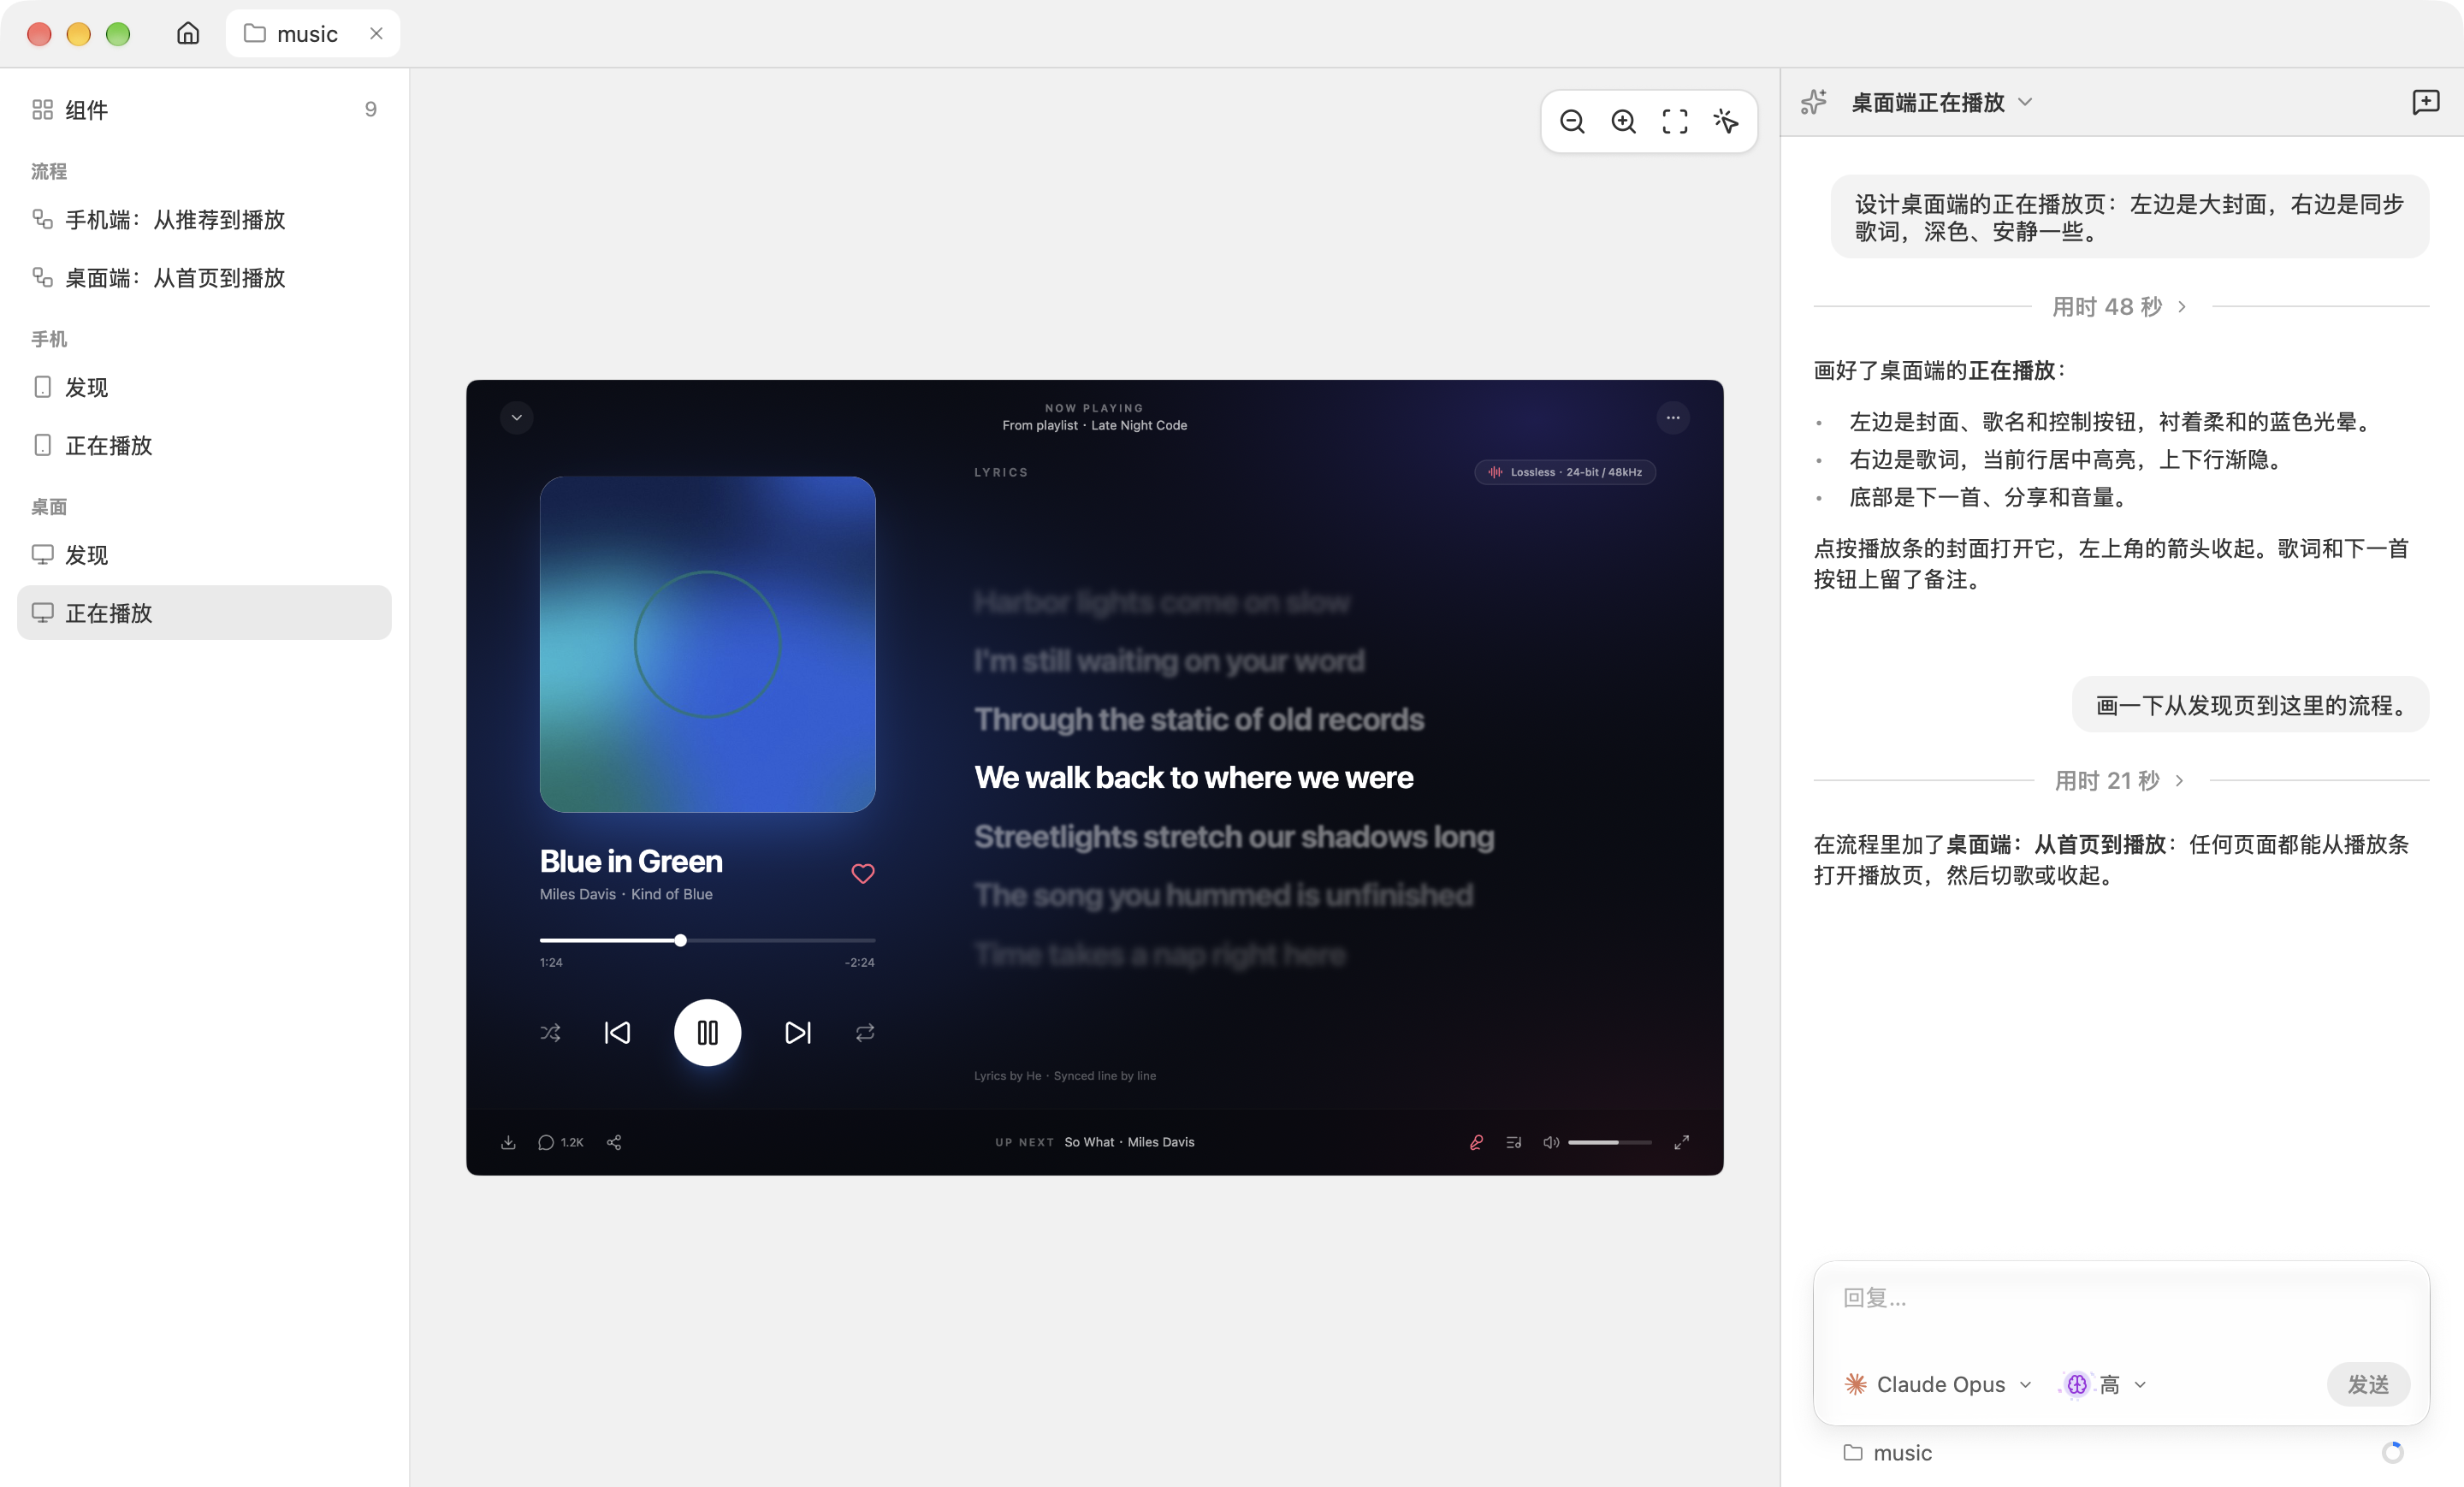 music
组件
9
流程
手机端：从推荐到播放
桌面端：从首页到播放
手机
发现
正在播放
桌面
发现
正在播放
NOW PLAYING
From playlist · Late Night Code
LYRICS
Lossless · 24-bit / 48kHz
Harbor lights come on slow
I'm still waiting on your word
Through the static of old records
We walk back to where we were
Streetlights stretch our shadows long
The song you hummed is unfinished
Time takes a nap right here
Blue in Green
Miles Davis · Kind of Blue
1:24
-2:24
Lyrics by He · Synced line by line
1.2K
UP NEXT So What · Miles Davis
桌面端正在播放
设计桌面端的正在播放页：左边是大封面，右边是同步
歌词，深色、安静一些。
用时 48 秒
画好了桌面端的正在播放：
• 左边是封面、歌名和控制按钮，衬着柔和的蓝色光晕。
• 右边是歌词，当前行居中高亮，上下行渐隐。
• 底部是下一首、分享和音量。
点按播放条的封面打开它，左上角的箭头收起。歌词和下一首
按钮上留了备注。
画一下从发现页到这里的流程。
用时 21 秒
在流程里加了桌面端：从首页到播放：任何页面都能从播放条
打开播放页，然后切歌或收起。
回复...
Claude Opus
高
发送
music